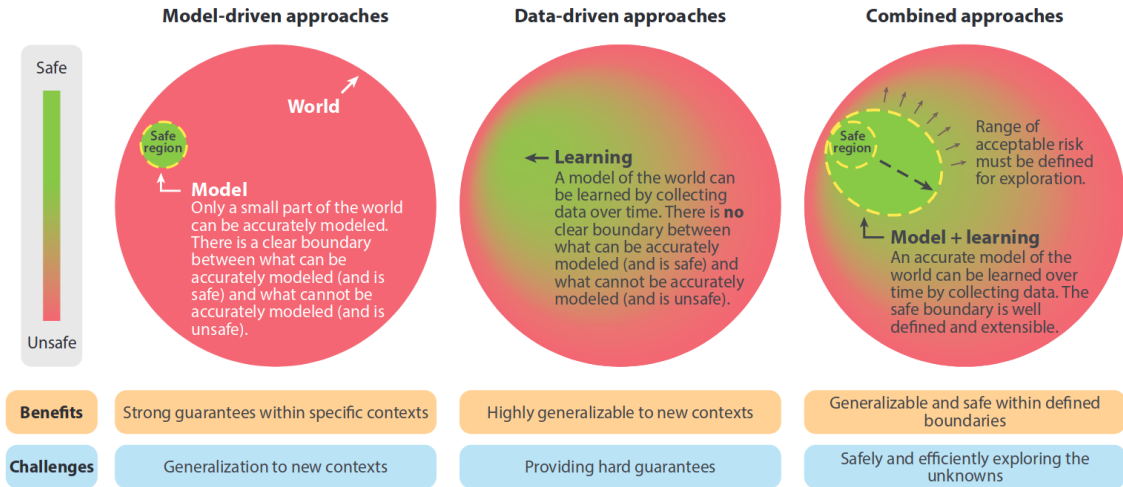 Model-driven approaches
Data-driven approaches
Combined approaches
Safe
Unsafe
World
Safe
region
Model
Only a small part of the world
can be accurately modeled.
There is a clear boundary
between what can be
accurately modeled (and is
safe) and what cannot be
accurately modeled (and is
unsafe).
Learning
A model of the world can
be learned by collecting
data over time. There is no
clear boundary between
what can be accurately
modeled (and is safe) and
what cannot be accurately
modeled (and is unsafe).
Safe
region
Range of
acceptable risk
must be defined
for exploration.
Model + learning
An accurate model of the
world can be learned over
time by collecting data. The
safe boundary is well
defined and extensible.
Benefits
Strong guarantees within specific contexts
Highly generalizable to new contexts
Generalizable and safe within defined
boundaries
Challenges
Generalization to new contexts
Providing hard guarantees
Safely and efficiently exploring the
unknowns